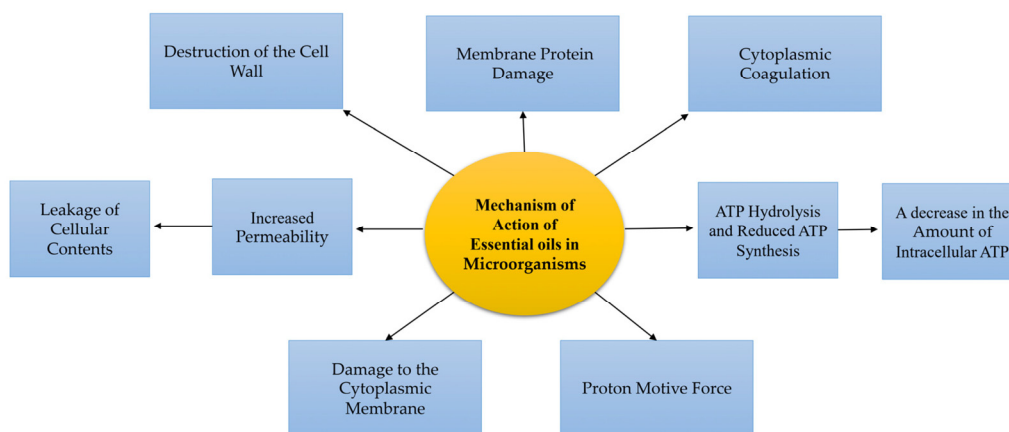 Destruction of the Cell
Wall
Membrane Protein
Damage
Cytoplasmic
Coagulation
Leakage of
Cellular
Contents
Increased
Permeability
Mechanism of
Action of
Essential oils in
Microorganisms
ATP Hydrolysis
and Reduced ATP
Synthesis
A decrease in the
Amount of
Intracellular ATP
Damage to the
Cytoplasmic
Membrane
Proton Motive Force